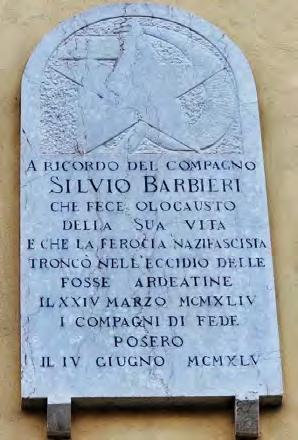 A RICORDO DEL COMPAGNO
SILVIO BARBIERI
CHE FECE OLOCAUSTO
DELLA SUA VITA
E CHE LA FEROCIA NAZIFASCISTA
TRONCÒ NELL'ECCIDIO DELLE
FOSSE ARDEATINE
IL XXIV MARZO MCMXLIV
I COMPAGNI DI FEDE
POSERO
IL IV GIUGNO MCMXLV